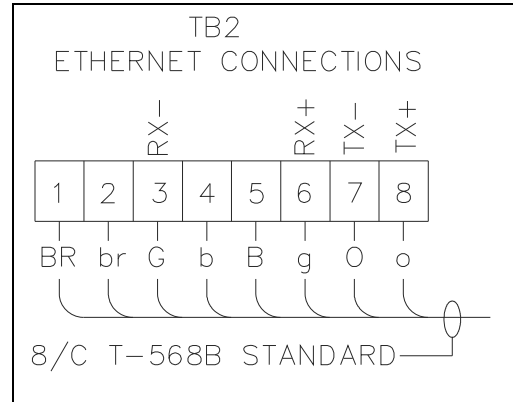 TB2
ETHERNET CONNECTIONS
RX- RX+ TX- TX+
1 2 3 4 5 6 7 8
BR br G b B g O o
8/C T-568B STANDARD